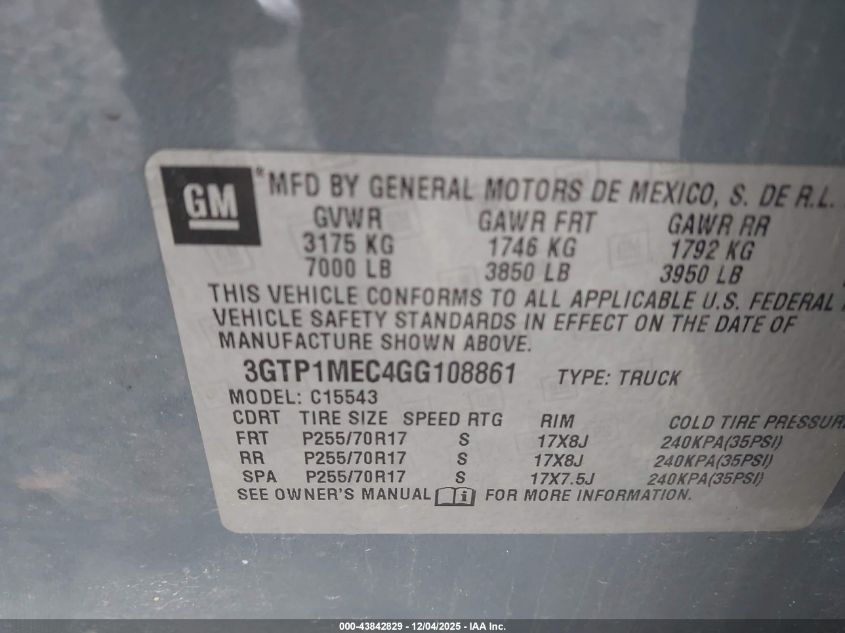 GM
*MFD BY GENERAL MOTORS DE MEXICO, S. DE R.L.
GVWR GAWR FRT GAWR RR
3175 KG 1746 KG 1792 KG
7000 LB 3850 LB 3950 LB
THIS VEHICLE CONFORMS TO ALL APPLICABLE U.S. FEDERAL
VEHICLE SAFETY STANDARDS IN EFFECT ON THE DATE OF
MANUFACTURE SHOWN ABOVE.
3GTP1MEC4GG108861 TYPE: TRUCK
MODEL: C15543
CDRT TIRE SIZE SPEED RTG RIM COLD TIRE PRESSUR
FRT P255/70R17 S 17X8J 240KPA(35PSI)
RR P255/70R17 S 17X8J 240KPA(35PSI)
SPA P255/70R17 S 17X7.5J 240KPA(35PSI)
SEE OWNER'S MANUAL i FOR MORE INFORMATION.
000-43842829 - 12/04/2025 - IAA Inc.